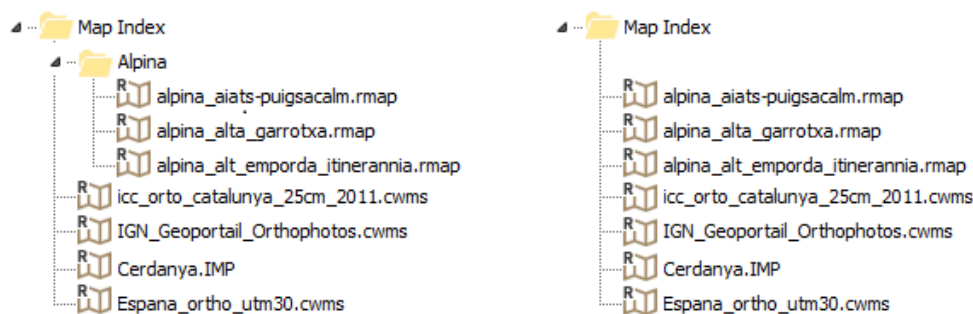 Map Index
Alpina
R alpina_aiats-puigsacalm.rmap
R alpina_alta_garrotxa.rmap
R alpina_alt_emporda_itinerannia.rmap
R icc_orto_catalunya_25cm_2011.cwms
R IGN_Geoportail_Orthophotos.cwms
R Cerdanya.IMP
R Espana_ortho_utm30.cwms
Map Index
R alpina_aiats-puigsacalm.rmap
R alpina_alta_garrotxa.rmap
R alpina_alt_emporda_itinerannia.rmap
R icc_orto_catalunya_25cm_2011.cwms
R IGN_Geoportail_Orthophotos.cwms
R Cerdanya.IMP
R Espana_ortho_utm30.cwms